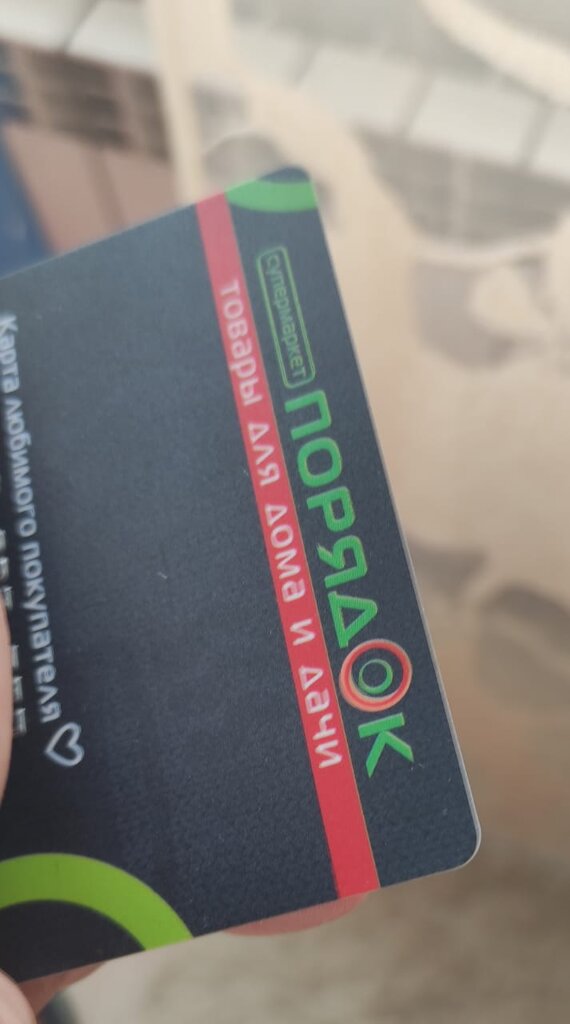 супермаркет
ПОРЯДОК
товары для дома и дачи
Карта любимого покупателя